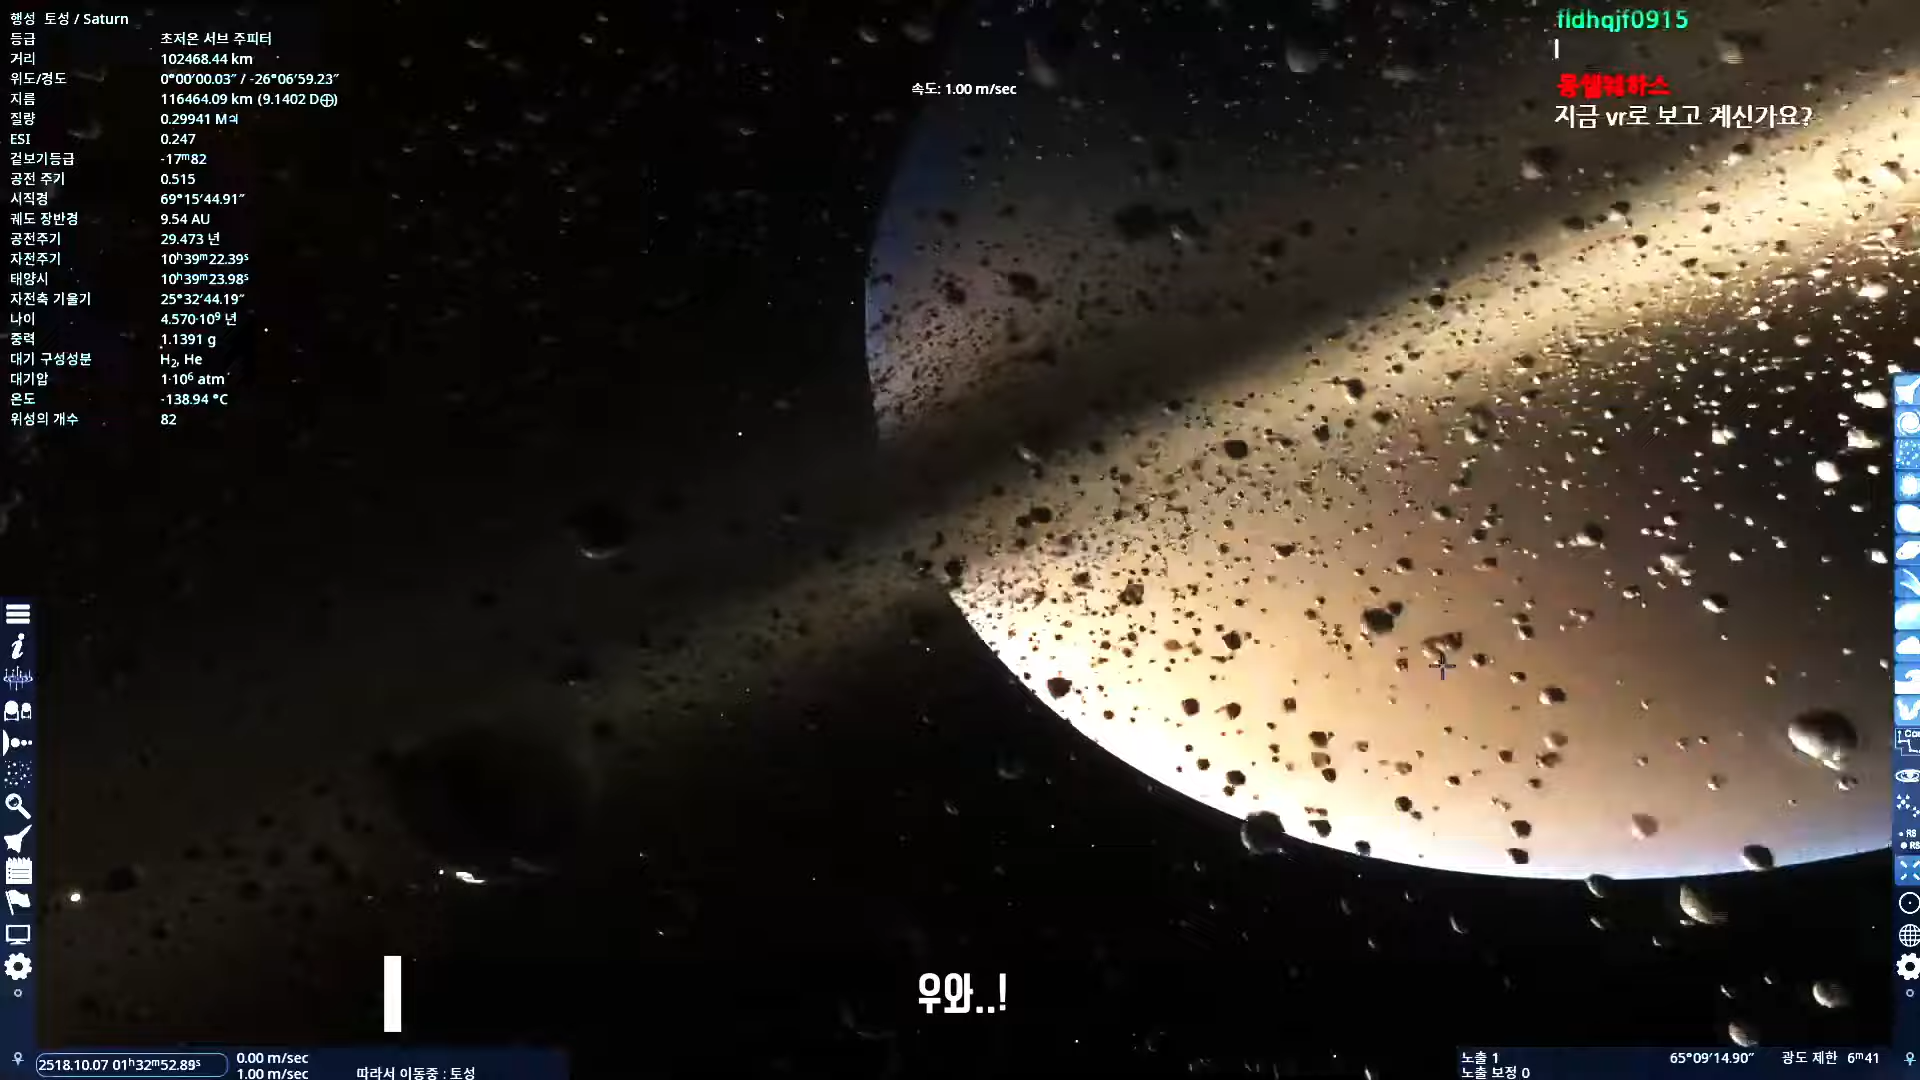 행성 토성 / Saturn
등급 초저온 서브 주피터
거리 102468.44 km
위도/경도 0°00′00.03″ / -26°06′59.23″
지름 116464.09 km (9.1402 D⊕)
질량 0.29941 M♃
ESI 0.247
겉보기등급 -17ᵐ82
공전 주기 0.515
시직경 69°15′44.91″
궤도 장반경 9.54 AU
공전주기 29.473 년
자전주기 10ʰ39ᵐ22.39ˢ
태양시 10ʰ39ᵐ23.98ˢ
자전축 기울기 25°32′44.19″
나이 4.570·10⁹ 년
중력 1.1391 g
대기 구성성분 H₂, He
대기압 1·10⁶ atm
온도 -138.94 °C
위성의 개수 82
속도: 1.00 m/sec
fldhqjf0915
지금 vr로 보고 계신가요?
우와..!
2518.10.07 01ʰ32ᵐ52.89ˢ
0.00 m/sec
1.00 m/sec
따라서 이동중 : 토성
노출 1
노출 보정 0
65°09′14.90″ 광도 제한 6ᵐ41